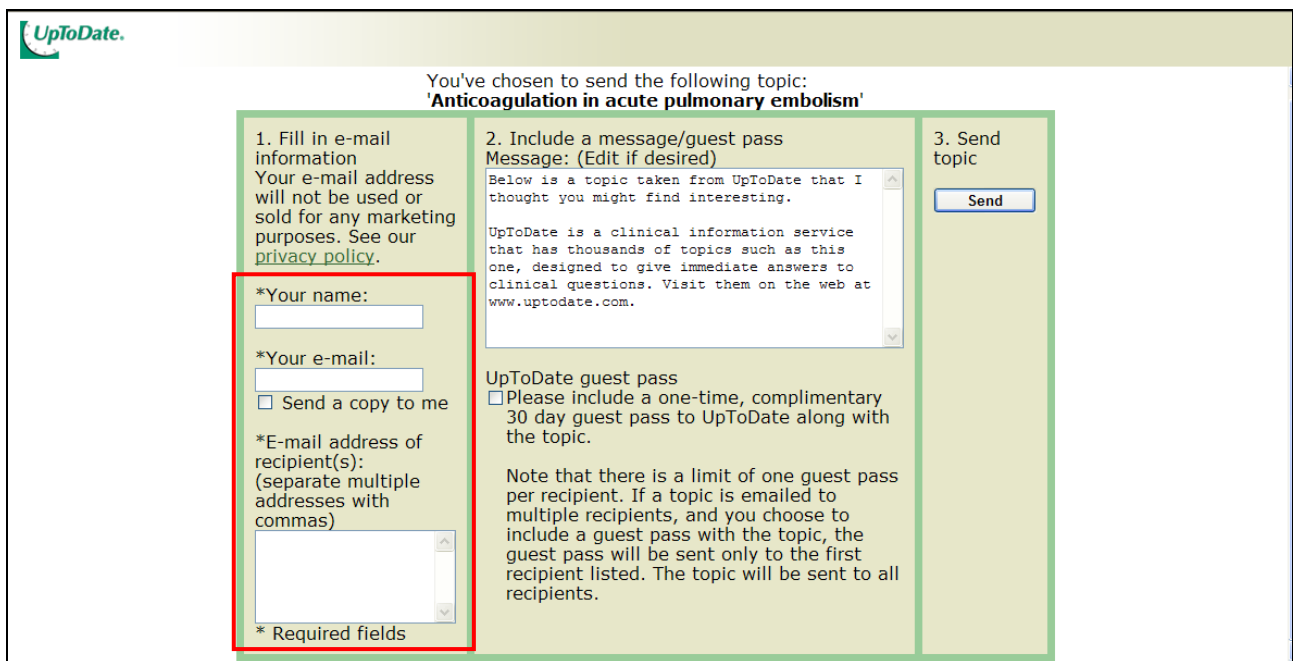 UpToDate.
You've chosen to send the following topic:
'Anticoagulation in acute pulmonary embolism'
1. Fill in e-mail
information
Your e-mail address
will not be used or
sold for any marketing
purposes. See our
privacy policy.
*Your name:
*Your e-mail:
Send a copy to me
*E-mail address of
recipient(s):
(separate multiple
addresses with
commas)
* Required fields
2. Include a message/guest pass
Message: (Edit if desired)
Below is a topic taken from UpToDate that I
thought you might find interesting.
UpToDate is a clinical information service
that has thousands of topics such as this
one, designed to give immediate answers to
clinical questions. Visit them on the web at
www.uptodate.com.
UpToDate guest pass
Please include a one-time, complimentary
30 day guest pass to UpToDate along with
the topic.
Note that there is a limit of one guest pass
per recipient. If a topic is emailed to
multiple recipients, and you choose to
include a guest pass with the topic, the
guest pass will be sent only to the first
recipient listed. The topic will be sent to all
recipients.
3. Send
topic
Send